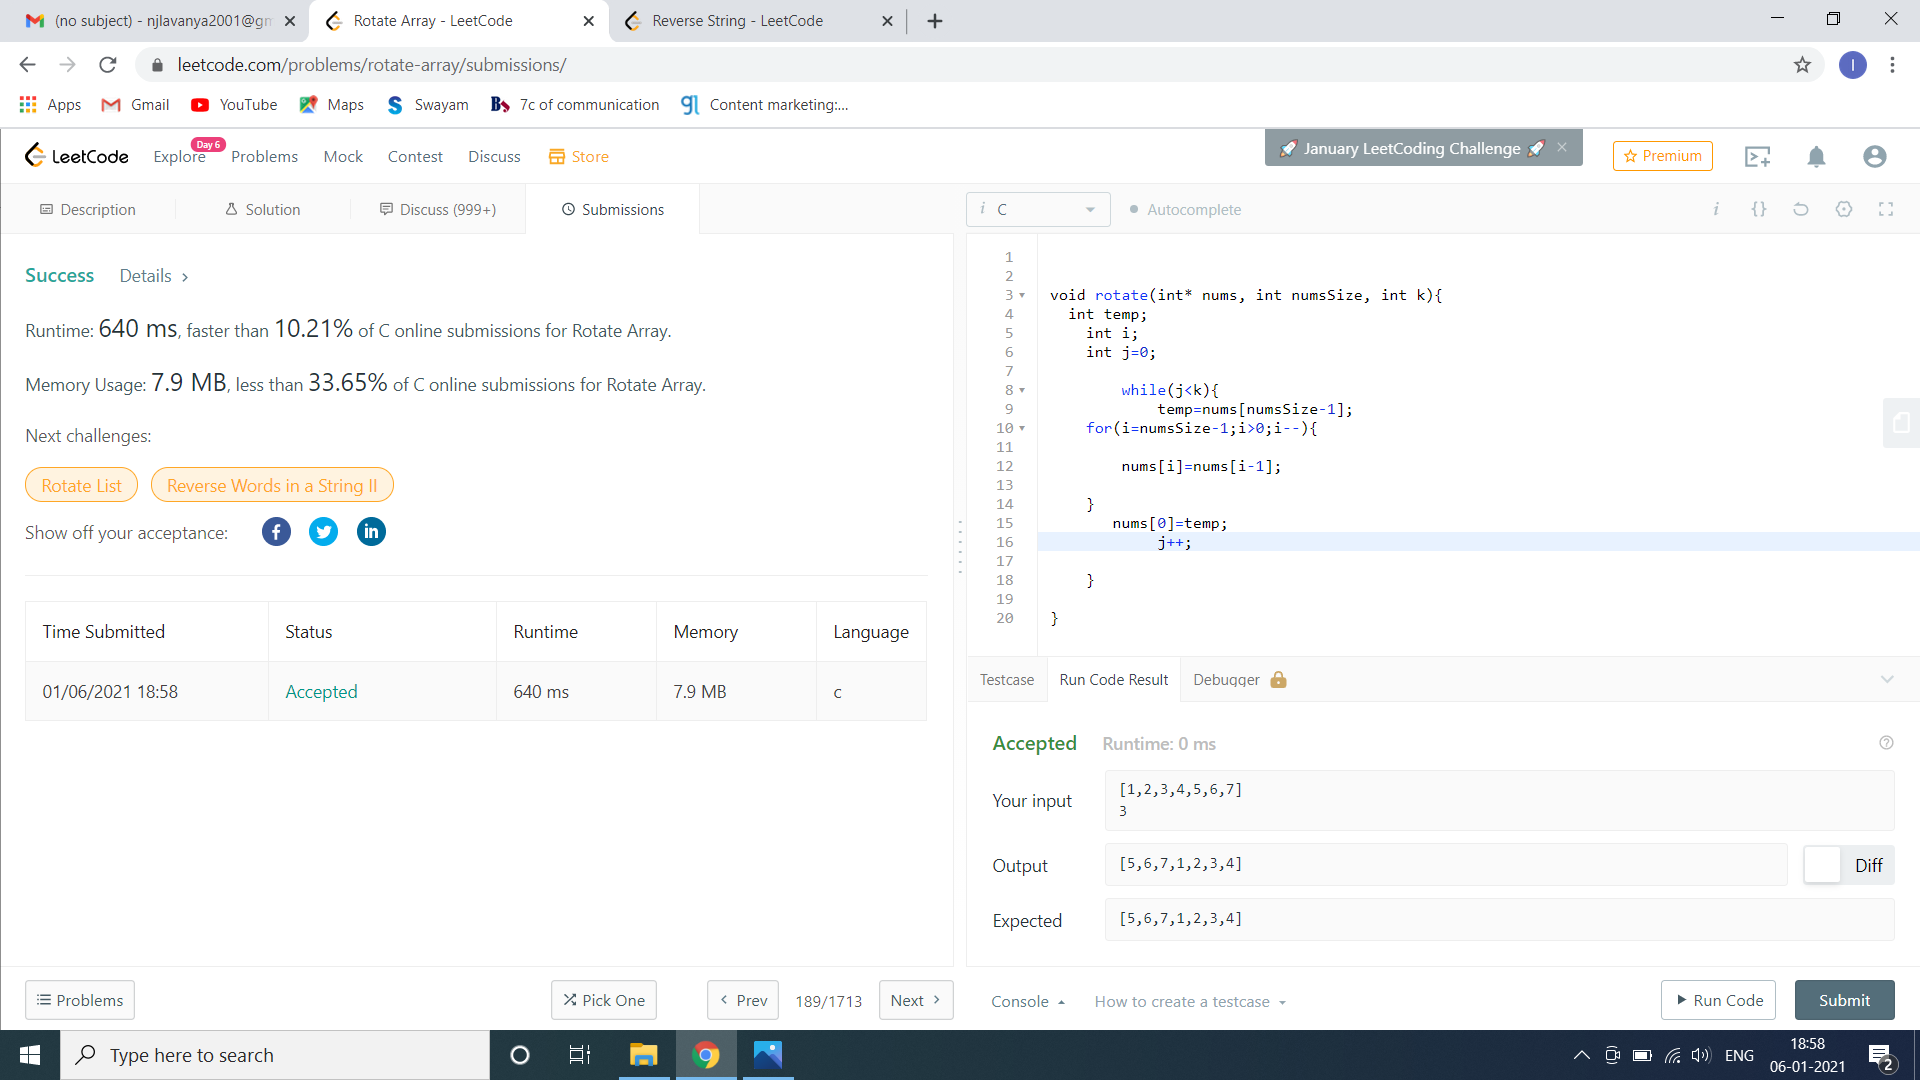 (no subject) - njlavanya2001@gm
Rotate Array - LeetCode
Reverse String - LeetCode
leetcode.com/problems/rotate-array/submissions/
I
Apps
Gmail
YouTube
Maps
Swayam
7c of communication
Content marketing:...
LeetCode
Explore
Day 6
Problems
Mock
Contest
Discuss
Store
January LeetCoding Challenge
Premium
Description
Solution
Discuss (999+)
Submissions
i C
Autocomplete
Success Details >
Runtime: 640 ms, faster than 10.21% of C online submissions for Rotate Array.
Memory Usage: 7.9 MB, less than 33.65% of C online submissions for Rotate Array.
Next challenges:
Rotate List
Reverse Words in a String II
Show off your acceptance:
Time Submitted Status Runtime Memory Language
01/06/2021 18:58 Accepted 640 ms 7.9 MB c
1
2
3 void rotate(int* nums, int numsSize, int k){
4 int temp;
5 int i;
6 int j=0;
7
8 while(j<k){
9 temp=nums[numsSize-1];
10 for(i=numsSize-1;i>0;i--){
11
12 nums[i]=nums[i-1];
13
14 }
15 nums[0]=temp;
16 j++;
17
18 }
19
20 }
Testcase
Run Code Result
Debugger
Accepted Runtime: 0 ms
Your input
[1,2,3,4,5,6,7]
3
Output
[5,6,7,1,2,3,4]
Diff
Expected
[5,6,7,1,2,3,4]
Problems
Pick One
< Prev
189/1713
Next >
Console
How to create a testcase
Run Code
Submit
Type here to search
ENG
18:58
06-01-2021
2